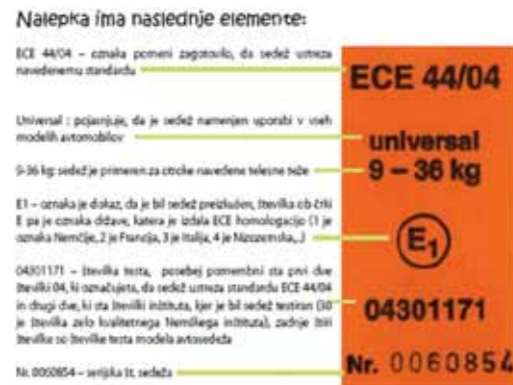 Nalepka ima naslednje elemente:
ECE 44/04 – oznaka pomeni zagotovilo, da sedež ustreza
navedenemu standardu
ECE 44/04
Universal : pojasnjuje, da je sedež namenjen uporabi v vseh
modelih avtomobilov
universal
9-36 kg: sedež je primeren za otroke navedene telesne teže
9 – 36 kg
E1 – oznaka je dokaz, da je bil sedež preizkušen, številka ob črki
E pa je oznaka države, katera je izdala ECE homologacijo (1 je
oznaka Nemčije, 2 je Francija, 3 je Italija, 4 je Nizozemska,..)
E1
04301171 – številka testa, posebej pomembni sta prvi dve
številki 04, ki označujeta, da sedež ustreza standardu ECE 44/04
in drugi dve, ki sta številki inštituta, kjer je bil sedež testiran (30
je številka zelo kvalitetnega Nemškega inštituta), zadnje štiri
številke so številke testa modela avtosedeža
04301171
Nr. 0060854 – serijska št. sedeža
Nr. 0060854